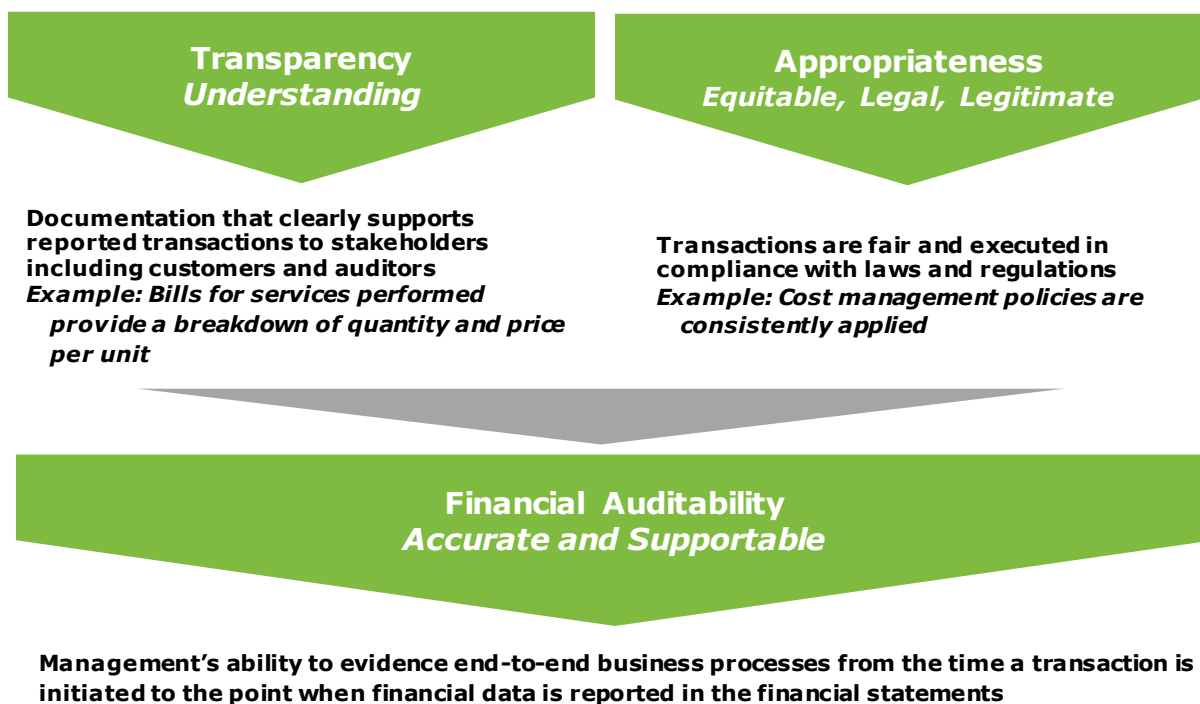 Transparency
Understanding
Documentation that clearly supports
reported transactions to stakeholders
including customers and auditors
Example: Bills for services performed
provide a breakdown of quantity and price
per unit
Appropriateness
Equitable, Legal, Legitimate
Transactions are fair and executed in
compliance with laws and regulations
Example: Cost management policies are
consistently applied
Financial Auditability
Accurate and Supportable
Management’s ability to evidence end-to-end business processes from the time a transaction is
initiated to the point when financial data is reported in the financial statements